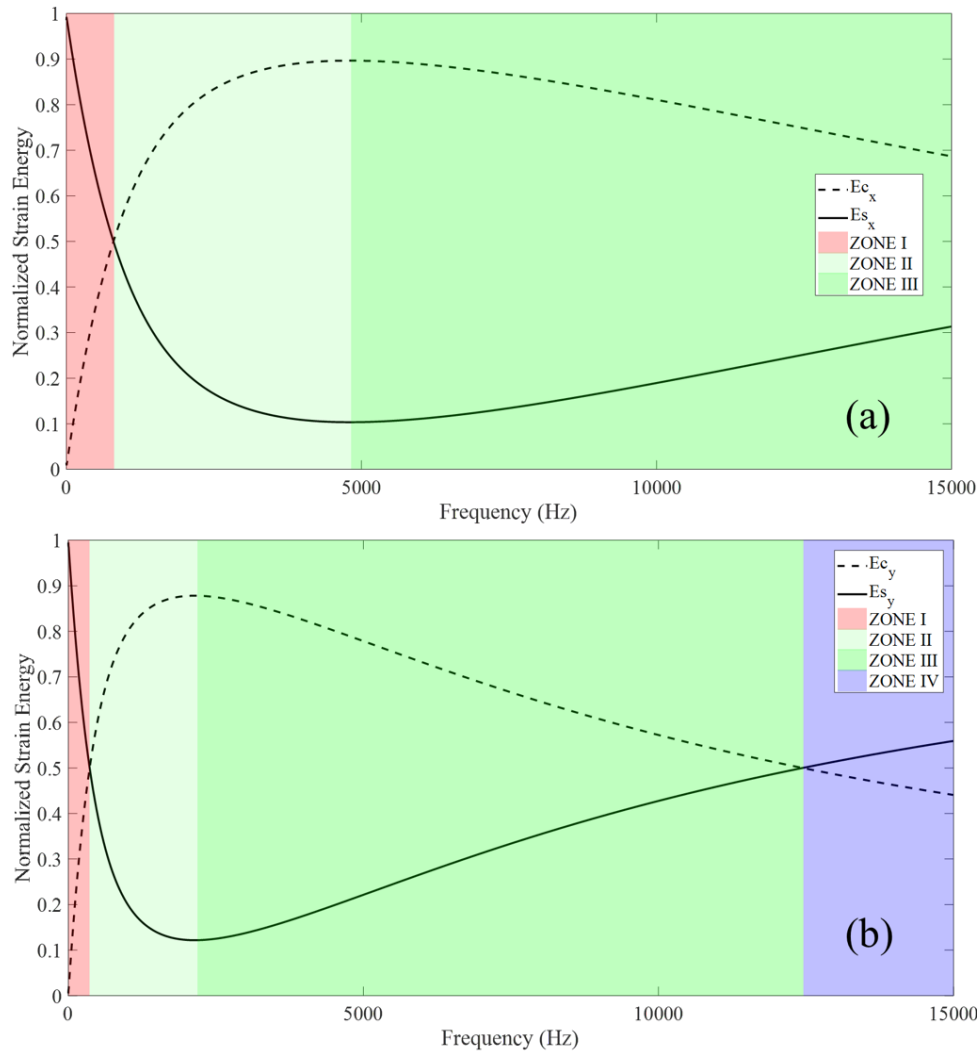 1
0.9
0.8
0.7
0.6
0.5
0.4
0.3
0.2
0.1
0
Normalized Strain Energy
Ec_x
Es_x
ZONE I
ZONE II
ZONE III
(a)
0 5000 10000 15000
Frequency (Hz)
1
0.9
0.8
0.7
0.6
0.5
0.4
0.3
0.2
0.1
0
Normalized Strain Energy
Ec_y
Es_y
ZONE I
ZONE II
ZONE III
ZONE IV
(b)
0 5000 10000 15000
Frequency (Hz)